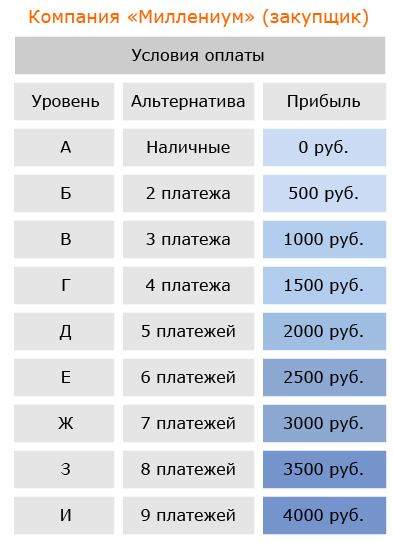 Компания «Миллениум» (закупщик)
Условия оплаты
Уровень Альтернатива Прибыль
А Наличные 0 руб.
Б 2 платежа 500 руб.
В 3 платежа 1000 руб.
Г 4 платежа 1500 руб.
Д 5 платежей 2000 руб.
Е 6 платежей 2500 руб.
Ж 7 платежей 3000 руб.
З 8 платежей 3500 руб.
И 9 платежей 4000 руб.